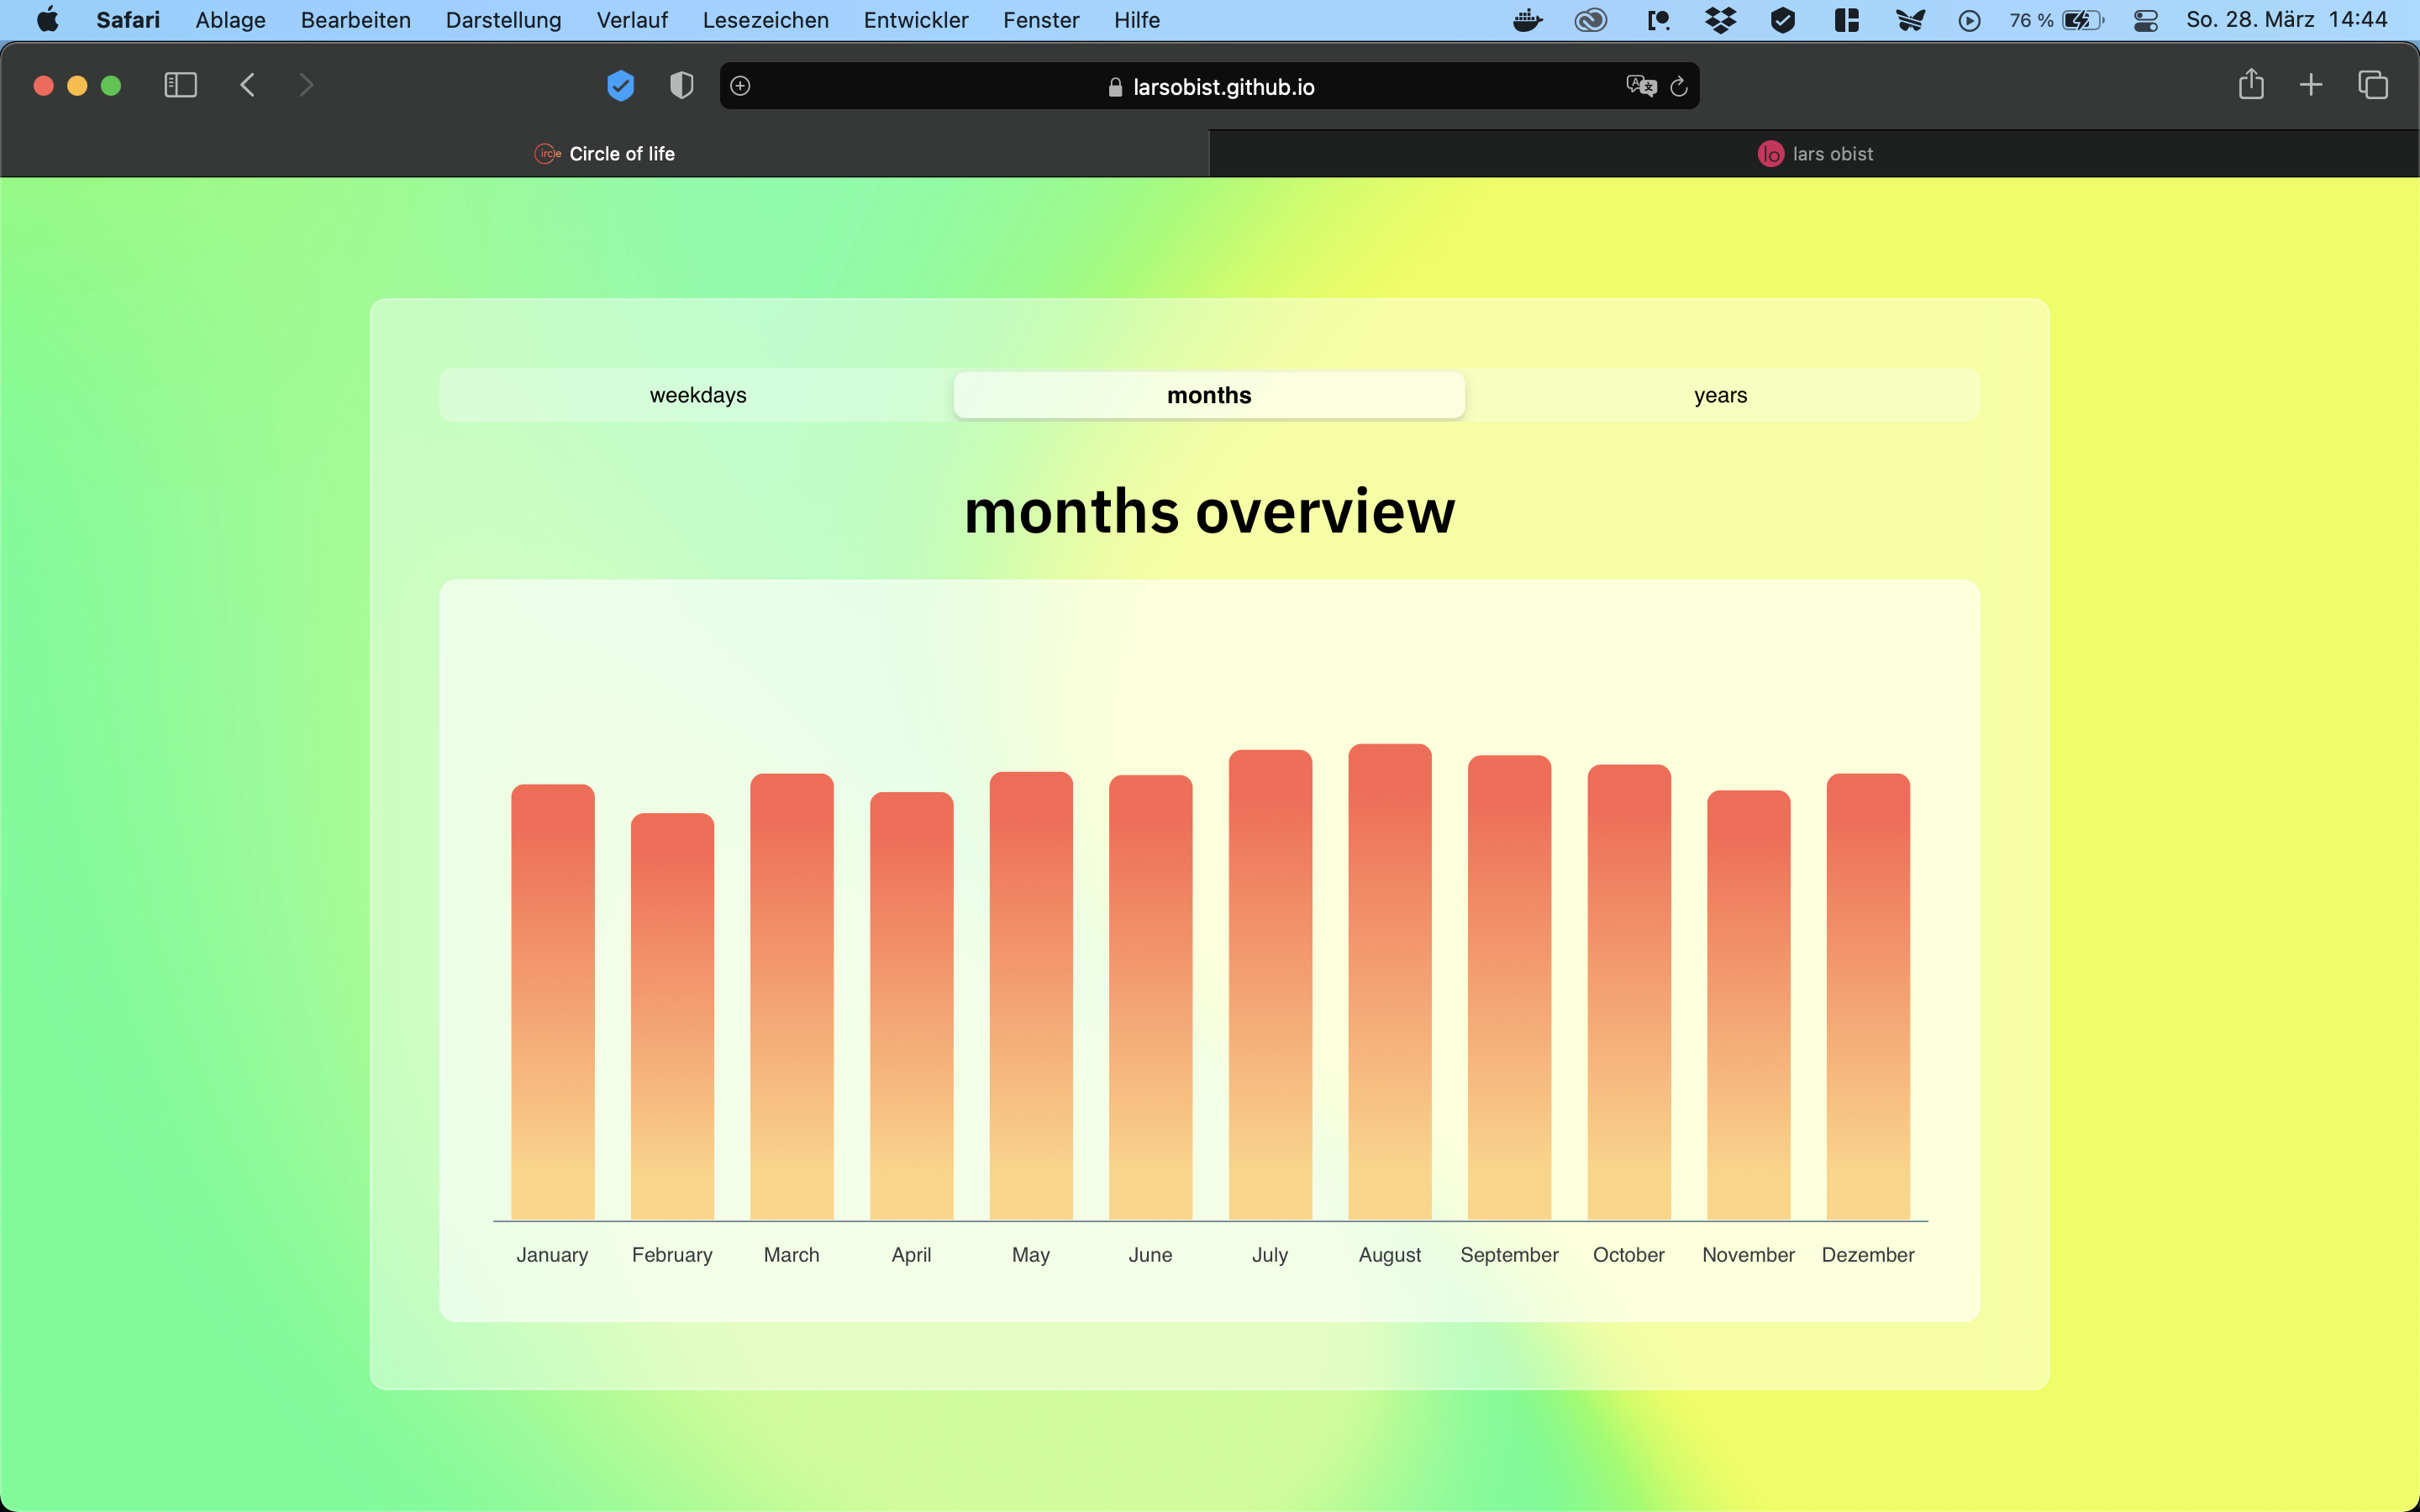 Safari Ablage Bearbeiten Darstellung Verlauf Lesezeichen Entwickler Fenster Hilfe 76 % So. 28. März 14:44
larsobist.github.io
ircle Circle of life lo lars obist
weekdays months years
months overview
January February March April May June July August September October November Dezember